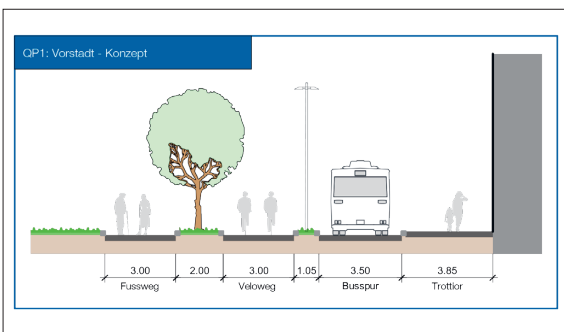 QP1: Vorstadt - Konzept
3.00 2.00 3.00 1.05 3.50 3.85
Fussweg Veloweg Busspur Trottior